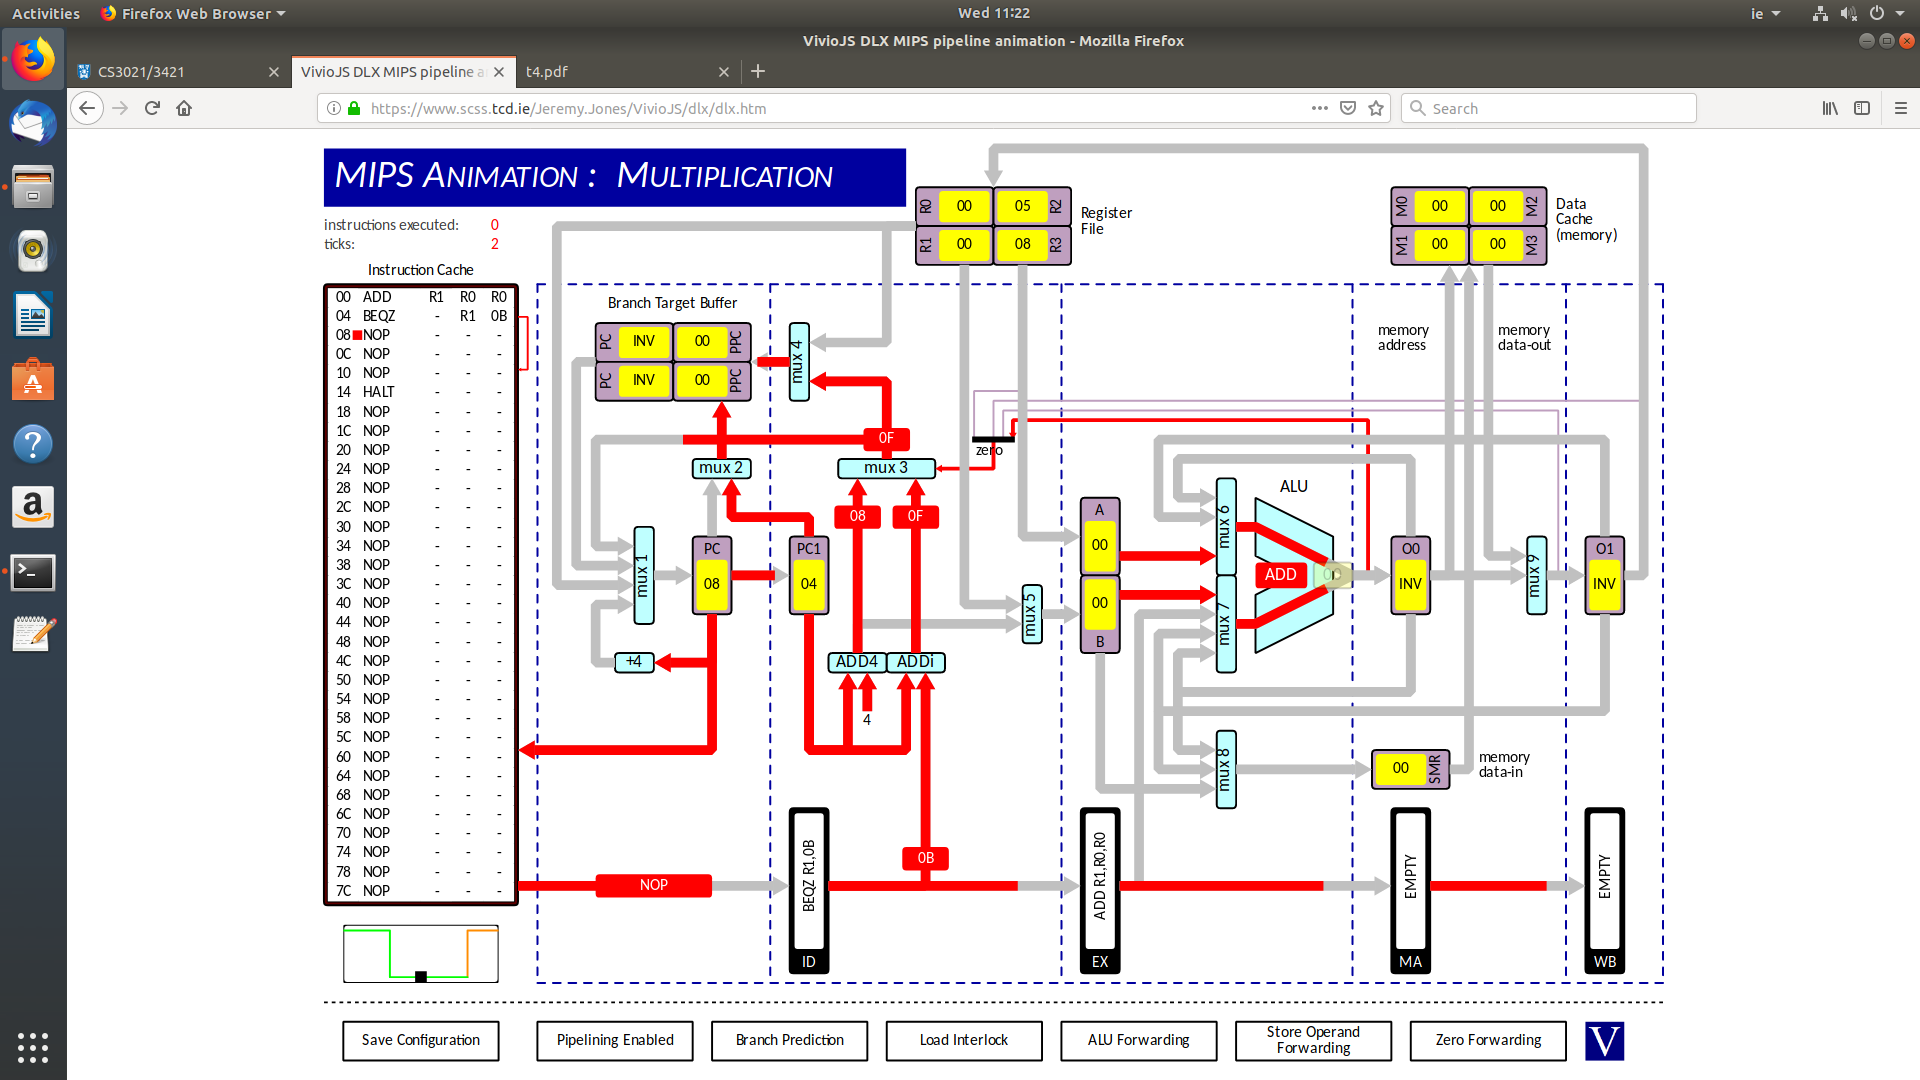 Activities Firefox Web Browser Wed 11:22 ie
VivioJS DLX MIPS pipeline animation - Mozilla Firefox
CS3021/3421 VivioJS DLX MIPS pipeline a t4.pdf
https://www.scss.tcd.ie/Jeremy.Jones/VivioJS/dlx/dlx.htm Search
MIPS ANIMATION : MULTIPLICATION
instructions executed: 0
ticks: 2
Instruction Cache
00 ADD R1 R0 R0
04 BEQZ - R1 0B
08 NOP - - -
0C NOP - - -
10 NOP - - -
14 HALT - - -
18 NOP - - -
1C NOP - - -
20 NOP - - -
24 NOP - - -
28 NOP - - -
2C NOP - - -
30 NOP - - -
34 NOP - - -
38 NOP - - -
3C NOP - - -
40 NOP - - -
44 NOP - - -
48 NOP - - -
4C NOP - - -
50 NOP - - -
54 NOP - - -
58 NOP - - -
5C NOP - - -
60 NOP - - -
64 NOP - - -
68 NOP - - -
6C NOP - - -
70 NOP - - -
74 NOP - - -
78 NOP - - -
7C NOP - - -
R0 00 05 R2
R1 00 08 R3
Register
File
M0 00 00 M2
M1 00 00 M3
Data
Cache
(memory)
Branch Target Buffer
PC INV 00 PPC
PC INV 00 PPC
mux 4
memory
address
memory
data-out
0F
zero
mux 2
mux 3
08
0F
mux 1
PC
08
PC1
04
+4
ADD4
ADDi
4
mux 5
A
00
00
B
mux 6
mux 7
ALU
ADD
O0
INV
mux 9
O1
INV
mux 8
00 SMR
memory
data-in
0B
NOP
BEQZ R1,0B
ID
ADD R1,R0,R0
EX
EMPTY
MA
EMPTY
WB
Save Configuration
Pipelining Enabled
Branch Prediction
Load Interlock
ALU Forwarding
Store Operand
Forwarding
Zero Forwarding
V